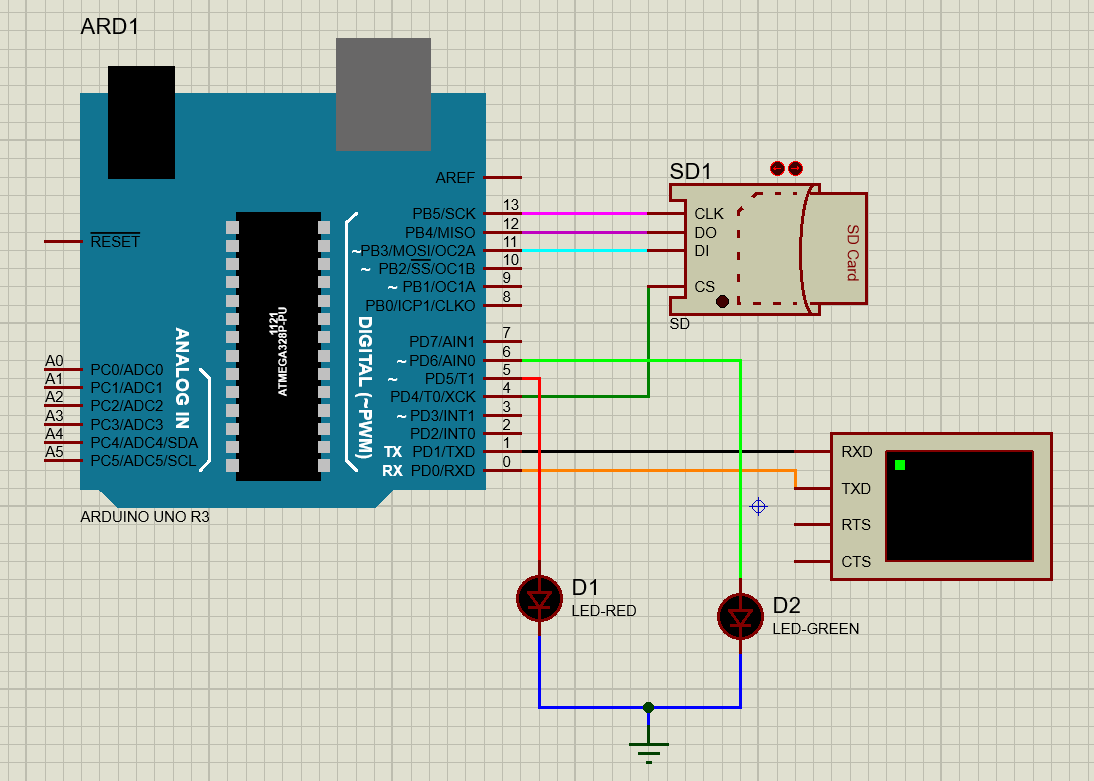 ARD1
AREF
13
PB5/SCK
12
PB4/MISO
11
~PB3/MOSI/OC2A
10
~ PB2/SS/OC1B
9
~ PB1/OC1A
8
PB0/ICP1/CLKO
7
PD7/AIN1
6
~ PD6/AIN0
5
~ PD5/T1
4
PD4/T0/XCK
3
~ PD3/INT1
2
PD2/INT0
1
TX PD1/TXD
0
RX PD0/RXD
RESET
A0
PC0/ADC0
A1
PC1/ADC1
A2
PC2/ADC2
A3
PC3/ADC3
A4
PC4/ADC4/SDA
A5
PC5/ADC5/SCL
ANALOG IN
1121
ATMEGA328P-PU
DIGITAL (~PWM)
ARDUINO UNO R3
SD1
CLK
DO
DI
CS
SD Card
SD
RXD
TXD
RTS
CTS
D1
LED-RED
D2
LED-GREEN